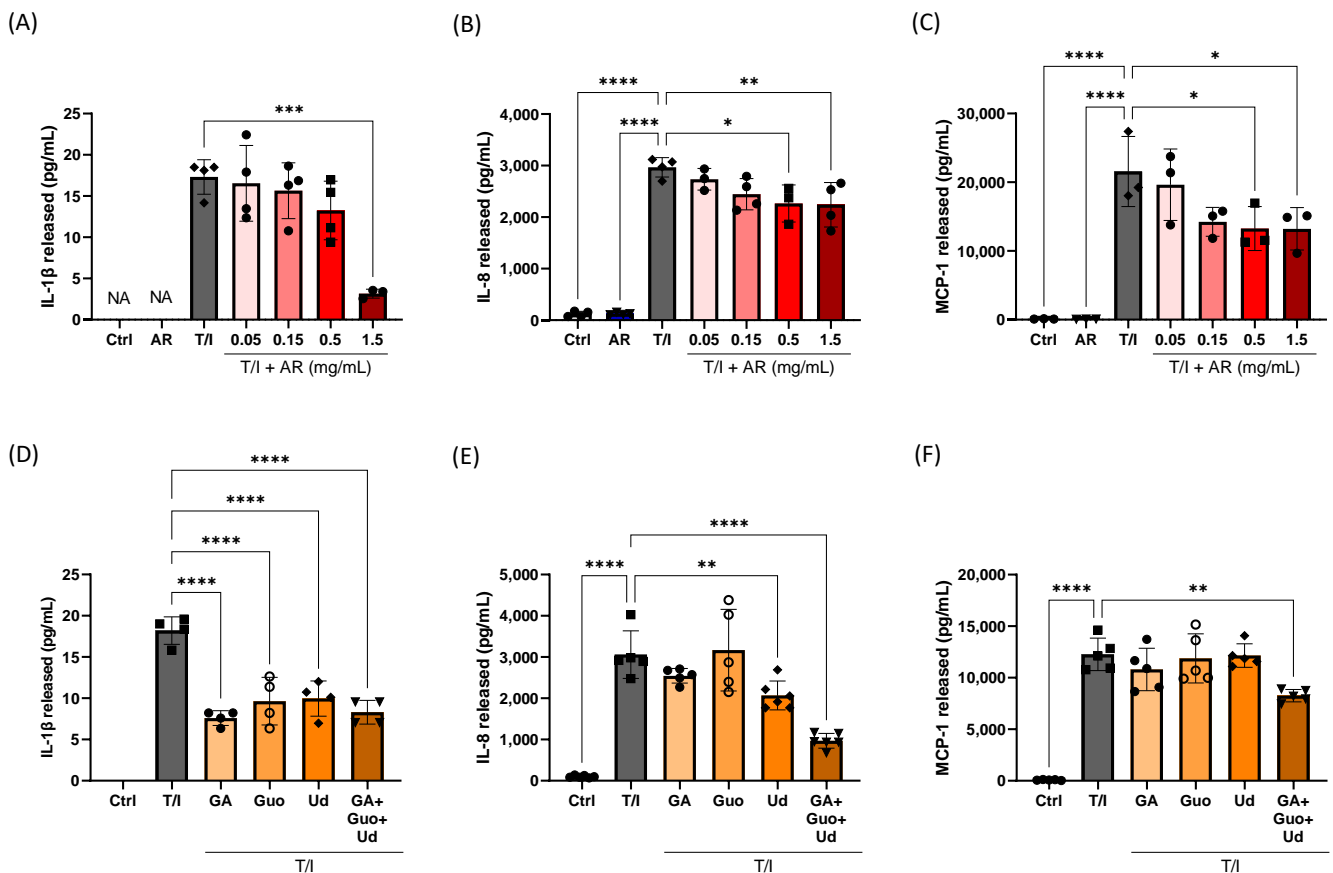 (A)
***
IL-1β released (pg/mL)
25
20
15
10
5
0
NA
NA
Ctrl AR T/I 0.05 0.15 0.5 1.5
T/I + AR (mg/mL)
(B)
**** **
**** *
IL-8 released (pg/mL)
4,000
3,000
2,000
1,000
0
Ctrl AR T/I 0.05 0.15 0.5 1.5
T/I + AR (mg/mL)
(C)
**** *
**** *
MCP-1 released (pg/mL)
30,000
20,000
10,000
0
Ctrl AR T/I 0.05 0.15 0.5 1.5
T/I + AR (mg/mL)
(D)
****
****
****
****
IL-1β released (pg/mL)
25
20
15
10
5
0
Ctrl T/I GA Guo Ud GA+
Guo+
Ud
T/I
(E)
****
**** **
IL-8 released (pg/mL)
5,000
4,000
3,000
2,000
1,000
0
Ctrl T/I GA Guo Ud GA+
Guo+
Ud
T/I
(F)
**** **
MCP-1 released (pg/mL)
20,000
15,000
10,000
5,000
0
Ctrl T/I GA Guo Ud GA+
Guo+
Ud
T/I